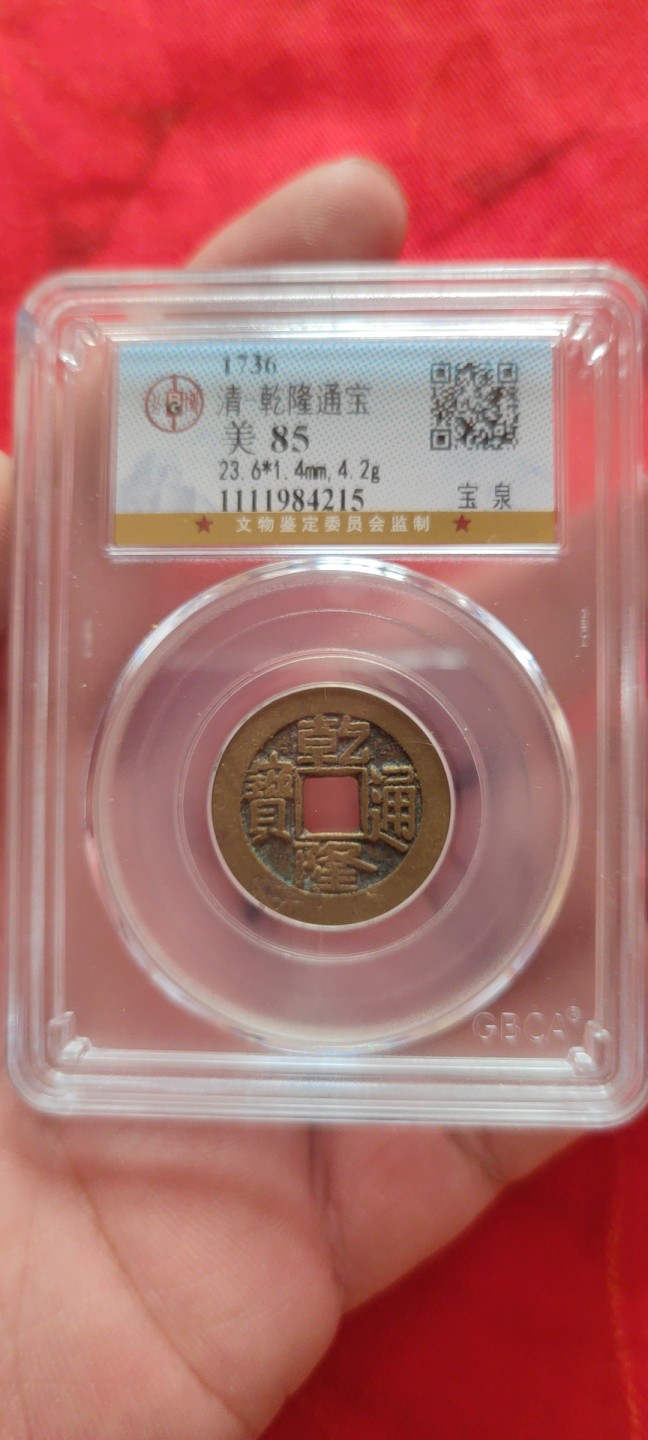 1736
清 乾隆通宝
美 85
23.6*1.4mm,4.2g
1111984215 宝 泉
★ 文物鉴定委员会监制 ★
乾
寶 通
隆
GBCA®